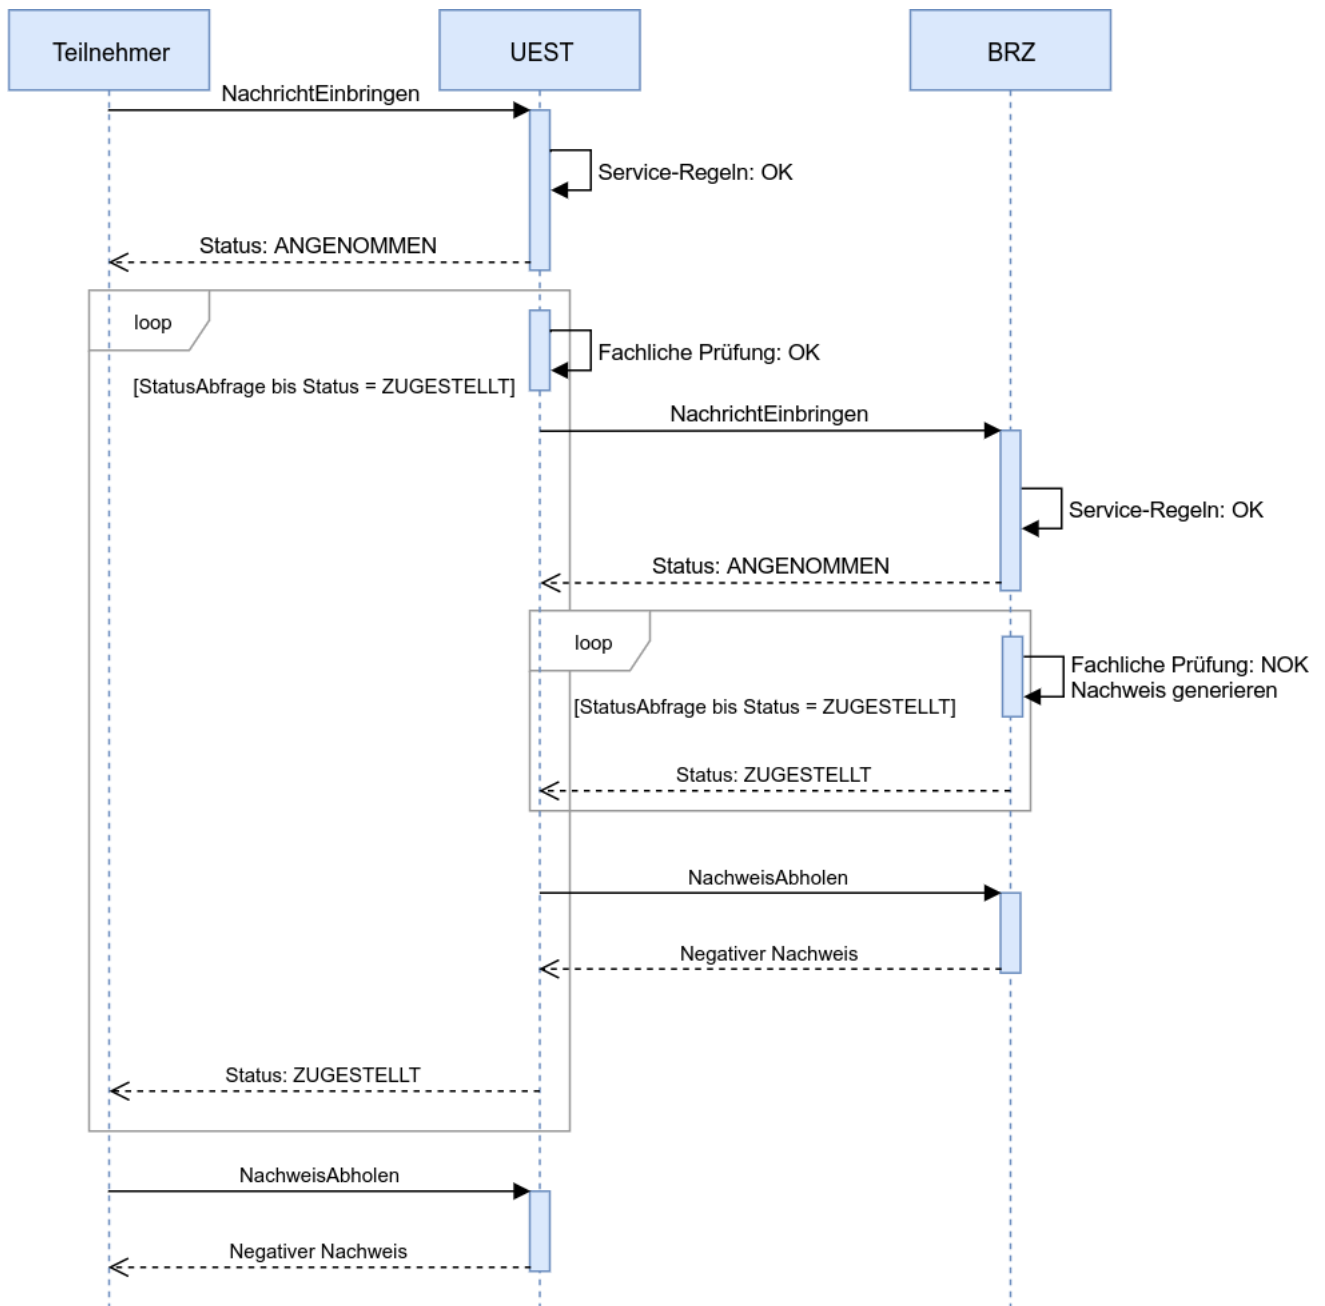 Teilnehmer
UEST
BRZ
NachrichtEinbringen
Service-Regeln: OK
Status: ANGENOMMEN
loop
Fachliche Prüfung: OK
[StatusAbfrage bis Status = ZUGESTELLT]
NachrichtEinbringen
Service-Regeln: OK
Status: ANGENOMMEN
loop
Fachliche Prüfung: NOK
Nachweis generieren
[StatusAbfrage bis Status = ZUGESTELLT]
Status: ZUGESTELLT
NachweisAbholen
Negativer Nachweis
Status: ZUGESTELLT
NachweisAbholen
Negativer Nachweis